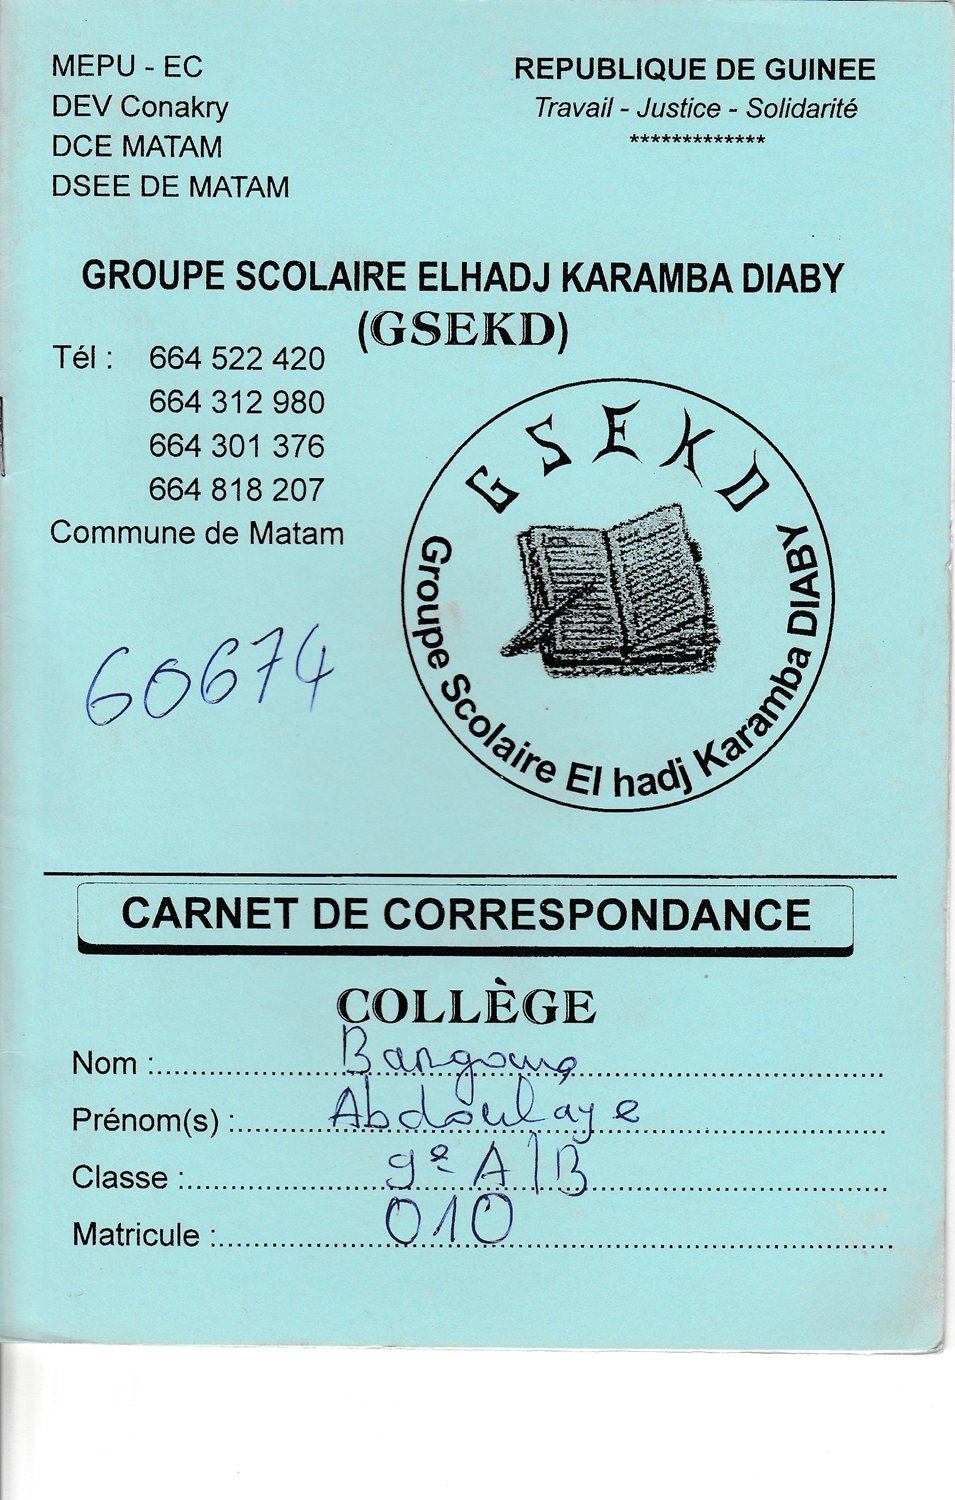 MEPU - EC
DEV Conakry
DCE MATAM
DSEE DE MATAM
REPUBLIQUE DE GUINEE
Travail - Justice - Solidarité
*************
GROUPE SCOLAIRE ELHADJ KARAMBA DIABY
(GSEKD)
Tél : 664 522 420
664 312 980
664 301 376
664 818 207
Commune de Matam
GSEKD
Groupe Scolaire El hadj Karamba DIABY
60674
CARNET DE CORRESPONDANCE
COLLÈGE
Nom : Bangoura
Prénom(s) : Abdoulaye
Classe : 9e A/B
Matricule : 010